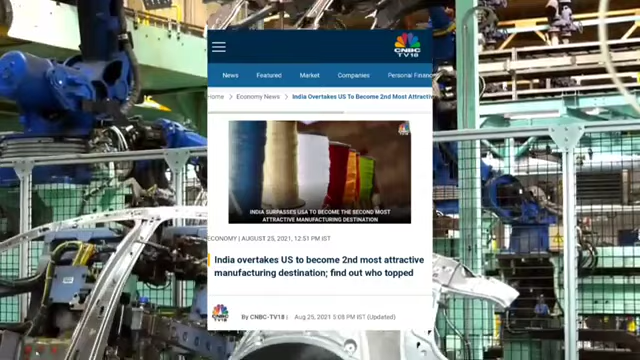 CNBC
TV18
News Featured Market Companies Personal Financ
Home > Economy News > India Overtakes US To Become 2nd Most Attractiv
INDIA SURPASSES USA TO BECOME THE SECOND MOST
ATTRACTIVE MANUFACTURING DESTINATION
ECONOMY | AUGUST 25, 2021, 12:51 PM IST
India overtakes US to become 2nd most attractive
manufacturing destination; find out who topped
CNBC
TV18
By CNBC-TV18 | Aug 25, 2021 5:08 PM IST (Updated)